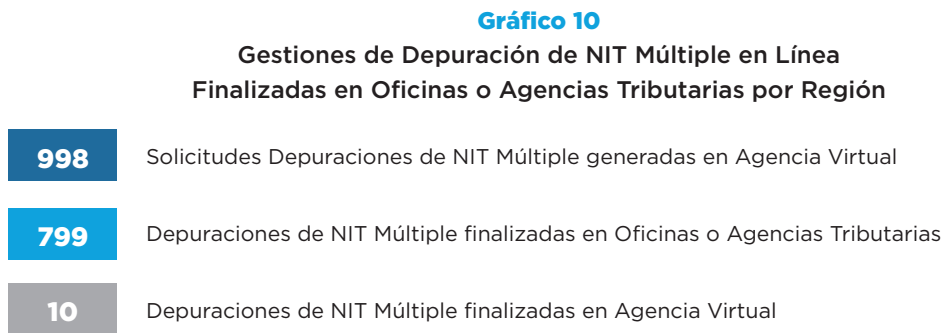 Gráfico 10
Gestiones de Depuración de NIT Múltiple en Línea
Finalizadas en Oficinas o Agencias Tributarias por Región
998 Solicitudes Depuraciones de NIT Múltiple generadas en Agencia Virtual
799 Depuraciones de NIT Múltiple finalizadas en Oficinas o Agencias Tributarias
10 Depuraciones de NIT Múltiple finalizadas en Agencia Virtual